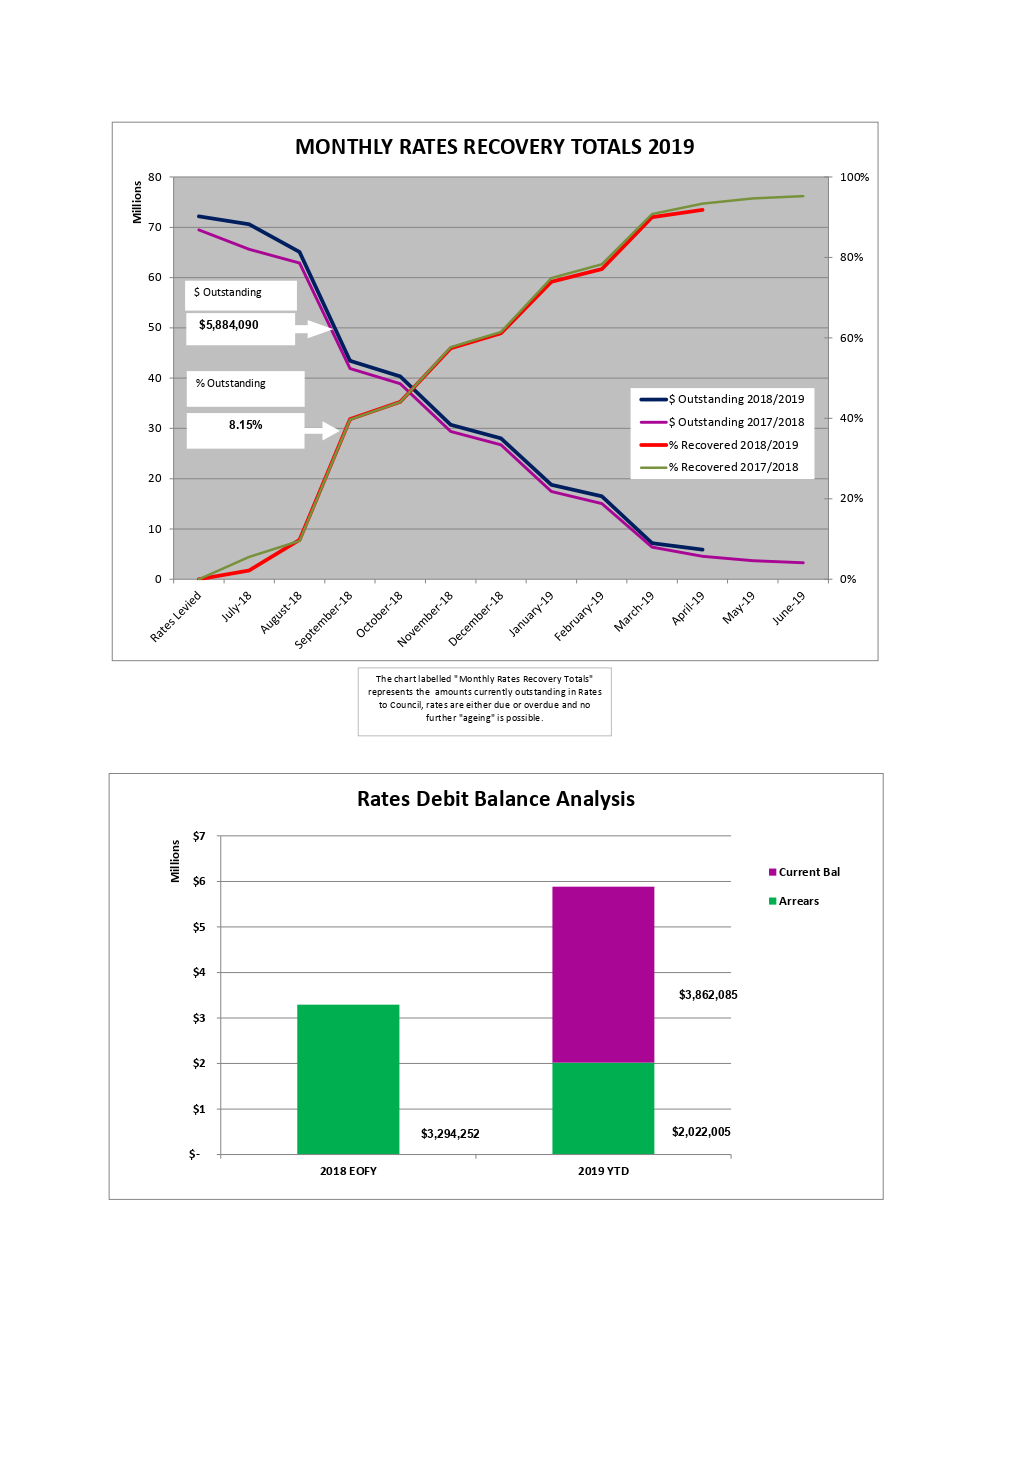 MONTHLY RATES RECOVERY TOTALS 2019
Millions
80
70
60
50
40
30
20
10
0
100%
80%
60%
40%
20%
0%
$ Outstanding
$5,884,090
% Outstanding
8.15%
$ Outstanding 2018/2019
$ Outstanding 2017/2018
% Recovered 2018/2019
% Recovered 2017/2018
Rates Levied
July-18
August-18
September-18
October-18
November-18
December-18
January-19
February-19
March-19
April-19
May-19
June-19
The chart labelled "Monthly Rates Recovery Totals"
represents the amounts currently outstanding in Rates
to Council, rates are either due or overdue and no
further "ageing" is possible.
Rates Debit Balance Analysis
Millions
$7
$6
$5
$4
$3
$2
$1
$-
Current Bal
Arrears
$3,862,085
$3,294,252
$2,022,005
2018 EOFY
2019 YTD